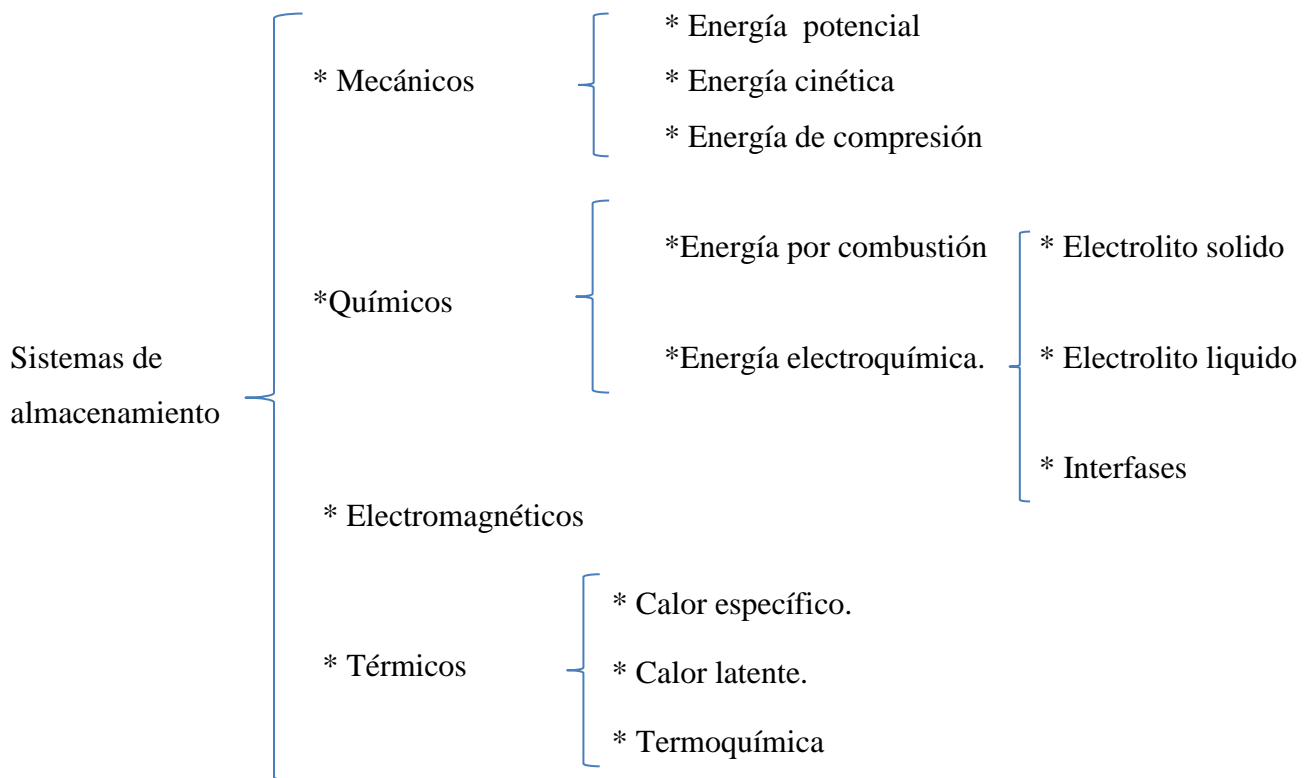 Sistemas de
almacenamiento
* Mecánicos
* Energía  potencial
* Energía cinética
* Energía de compresión
*Químicos
*Energía por combustión
*Energía electroquímica.
* Electrolito solido
* Electrolito liquido
* Interfases
* Electromagnéticos
* Térmicos
* Calor específico.
* Calor latente.
* Termoquímica